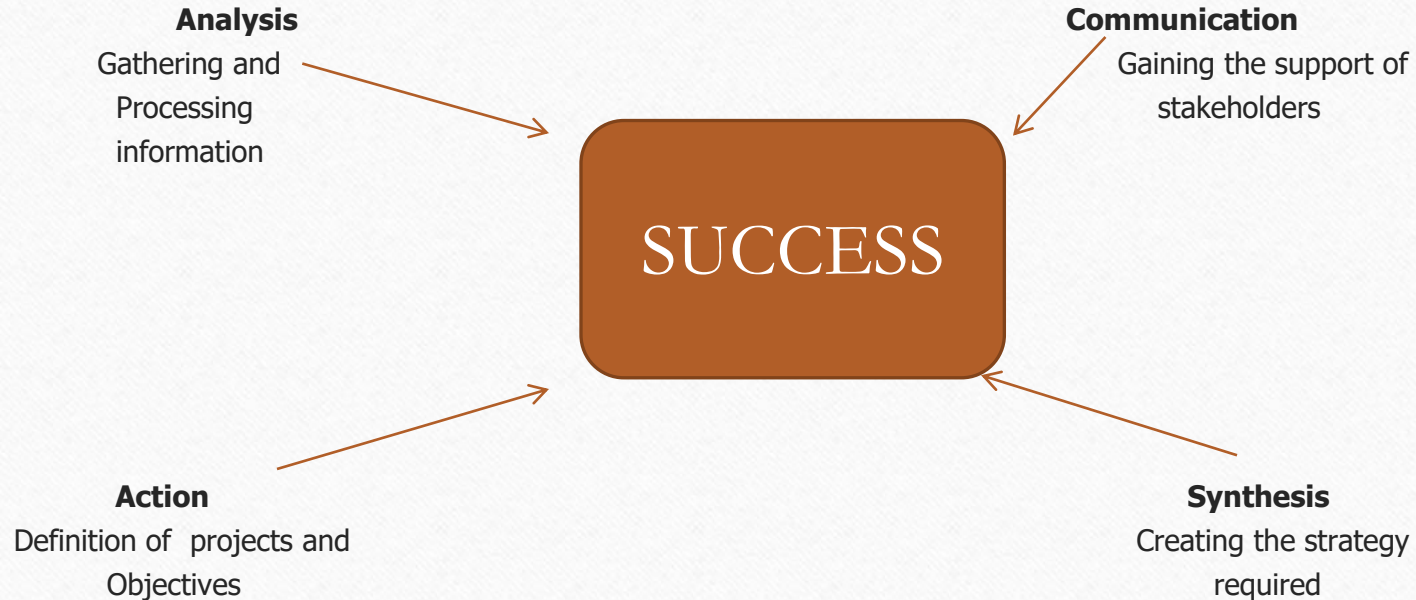 Analysis
Gathering and
Processing
information
Communication
Gaining the support of
stakeholders
SUCCESS
Action
Definition of  projects and
Objectives
Synthesis
Creating the strategy
required